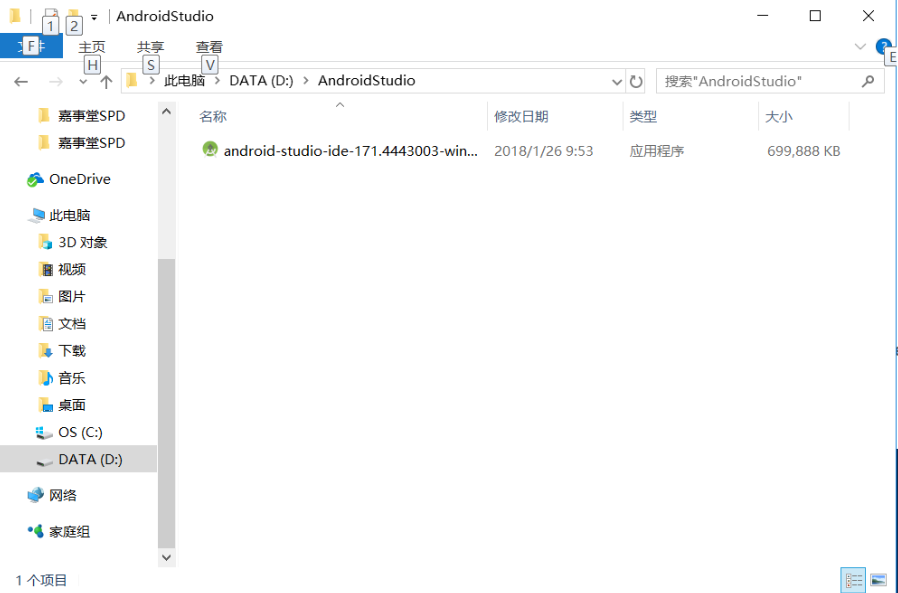 AndroidStudio
1 2
F
主页 共享 查看
H S V E
此电脑 DATA (D:) AndroidStudio
搜索"AndroidStudio"
名称 修改日期 类型 大小
android-studio-ide-171.4443003-win... 2018/1/26 9:53 应用程序 699,888 KB
嘉事堂SPD
嘉事堂SPD
OneDrive
此电脑
3D 对象
视频
图片
文档
下载
音乐
桌面
OS (C:)
DATA (D:)
网络
家庭组
1 个项目